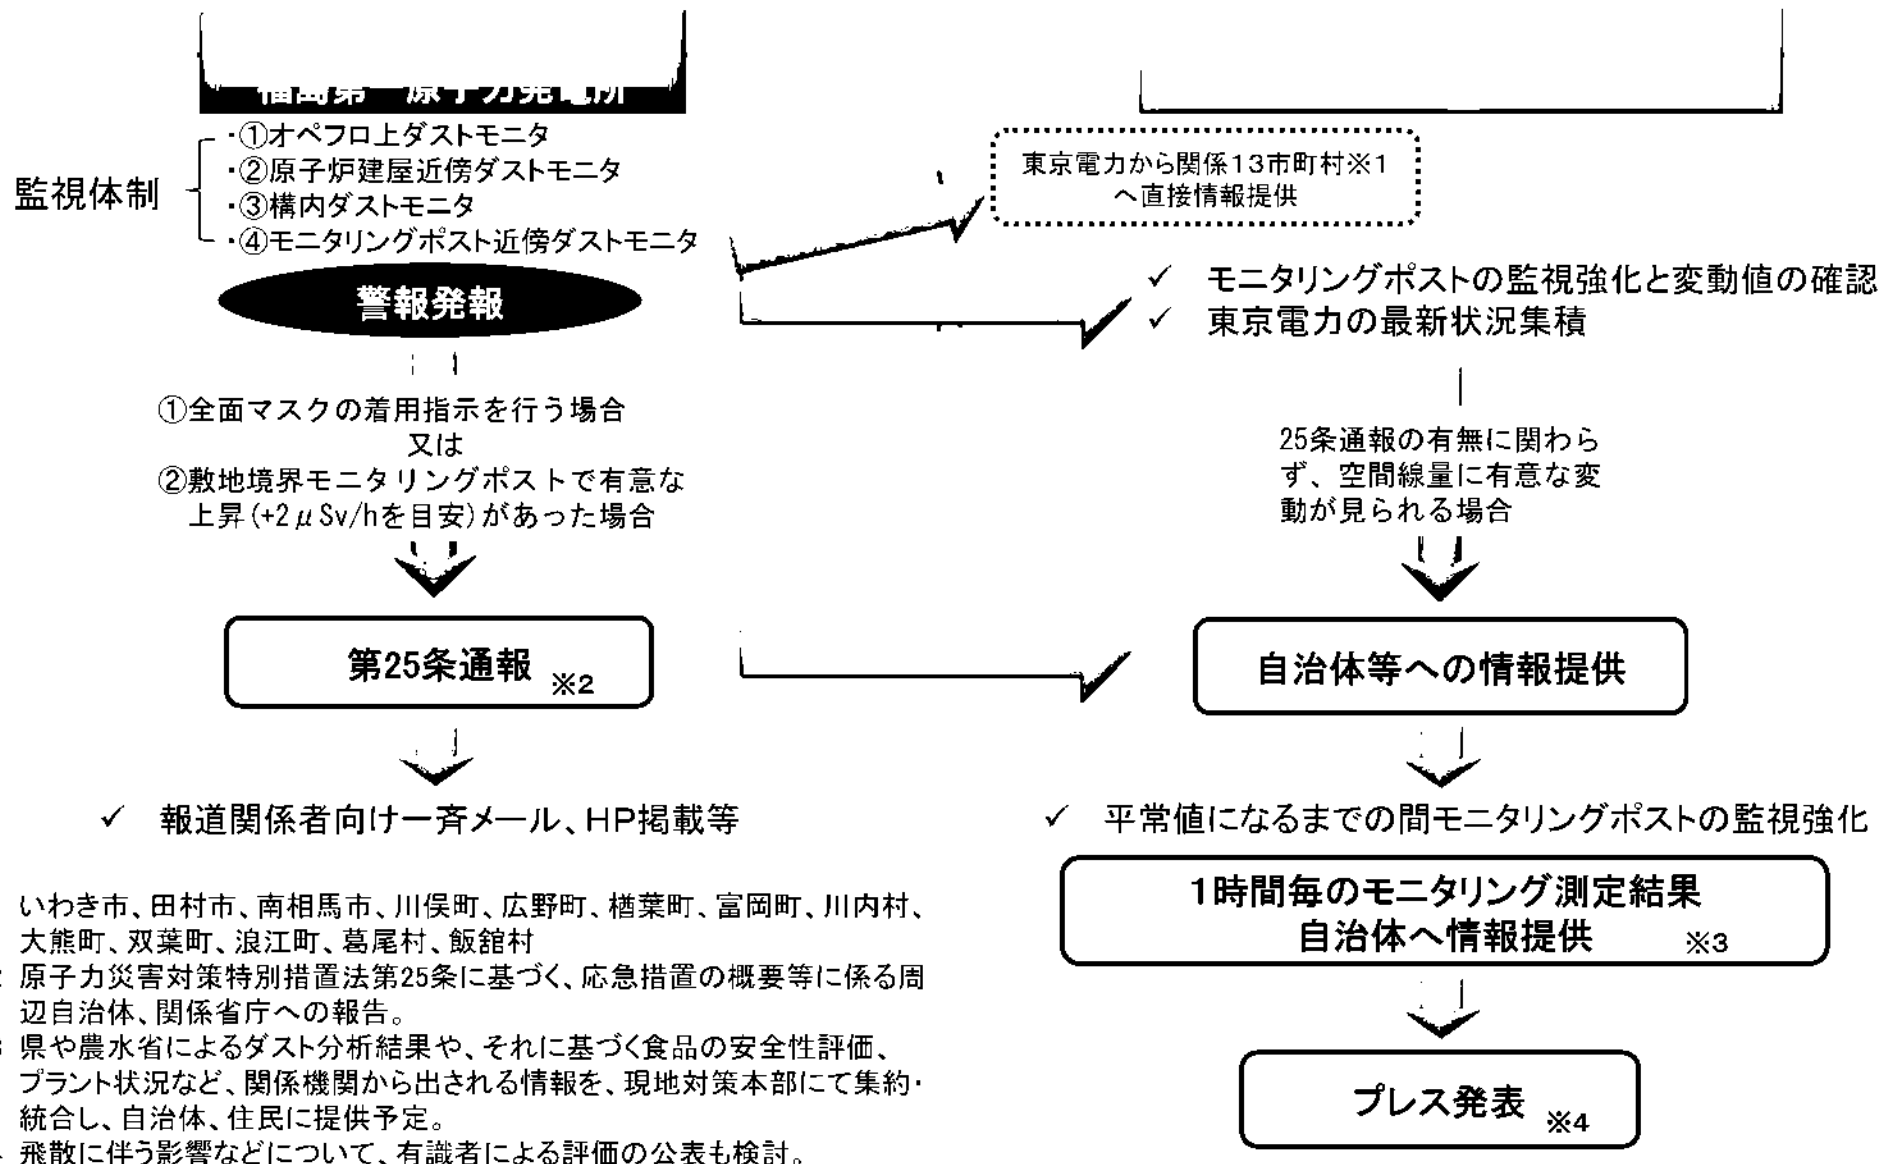 福島第一原子力発電所
監視体制
・①オペフロ上ダストモニタ
・②原子炉建屋近傍ダストモニタ
・③構内ダストモニタ
・④モニタリングポスト近傍ダストモニタ
東京電力から関係13市町村※1
へ直接情報提供
警報発報
✓ モニタリングポストの監視強化と変動値の確認
✓ 東京電力の最新状況集積
①全面マスクの着用指示を行う場合
又は
②敷地境界モニタリングポストで有意な
上昇(+2μSv/hを目安)があった場合
25条通報の有無に関わら
ず、空間線量に有意な変
動が見られる場合
第25条通報 ※2
自治体等への情報提供
✓ 報道関係者向け一斉メール、HP掲載等
✓ 平常値になるまでの間モニタリングポストの監視強化
1時間毎のモニタリング測定結果
自治体へ情報提供 ※3
プレス発表 ※4
いわき市、田村市、南相馬市、川俣町、広野町、楢葉町、富岡町、川内村、
大熊町、双葉町、浪江町、葛尾村、飯舘村
原子力災害対策特別措置法第25条に基づく、応急措置の概要等に係る周
辺自治体、関係省庁への報告。
県や農水省によるダスト分析結果や、それに基づく食品の安全性評価、
プラント状況など、関係機関から出される情報を、現地対策本部にて集約・
統合し、自治体、住民に提供予定。
飛散に伴う影響などについて、有識者による評価の公表も検討。